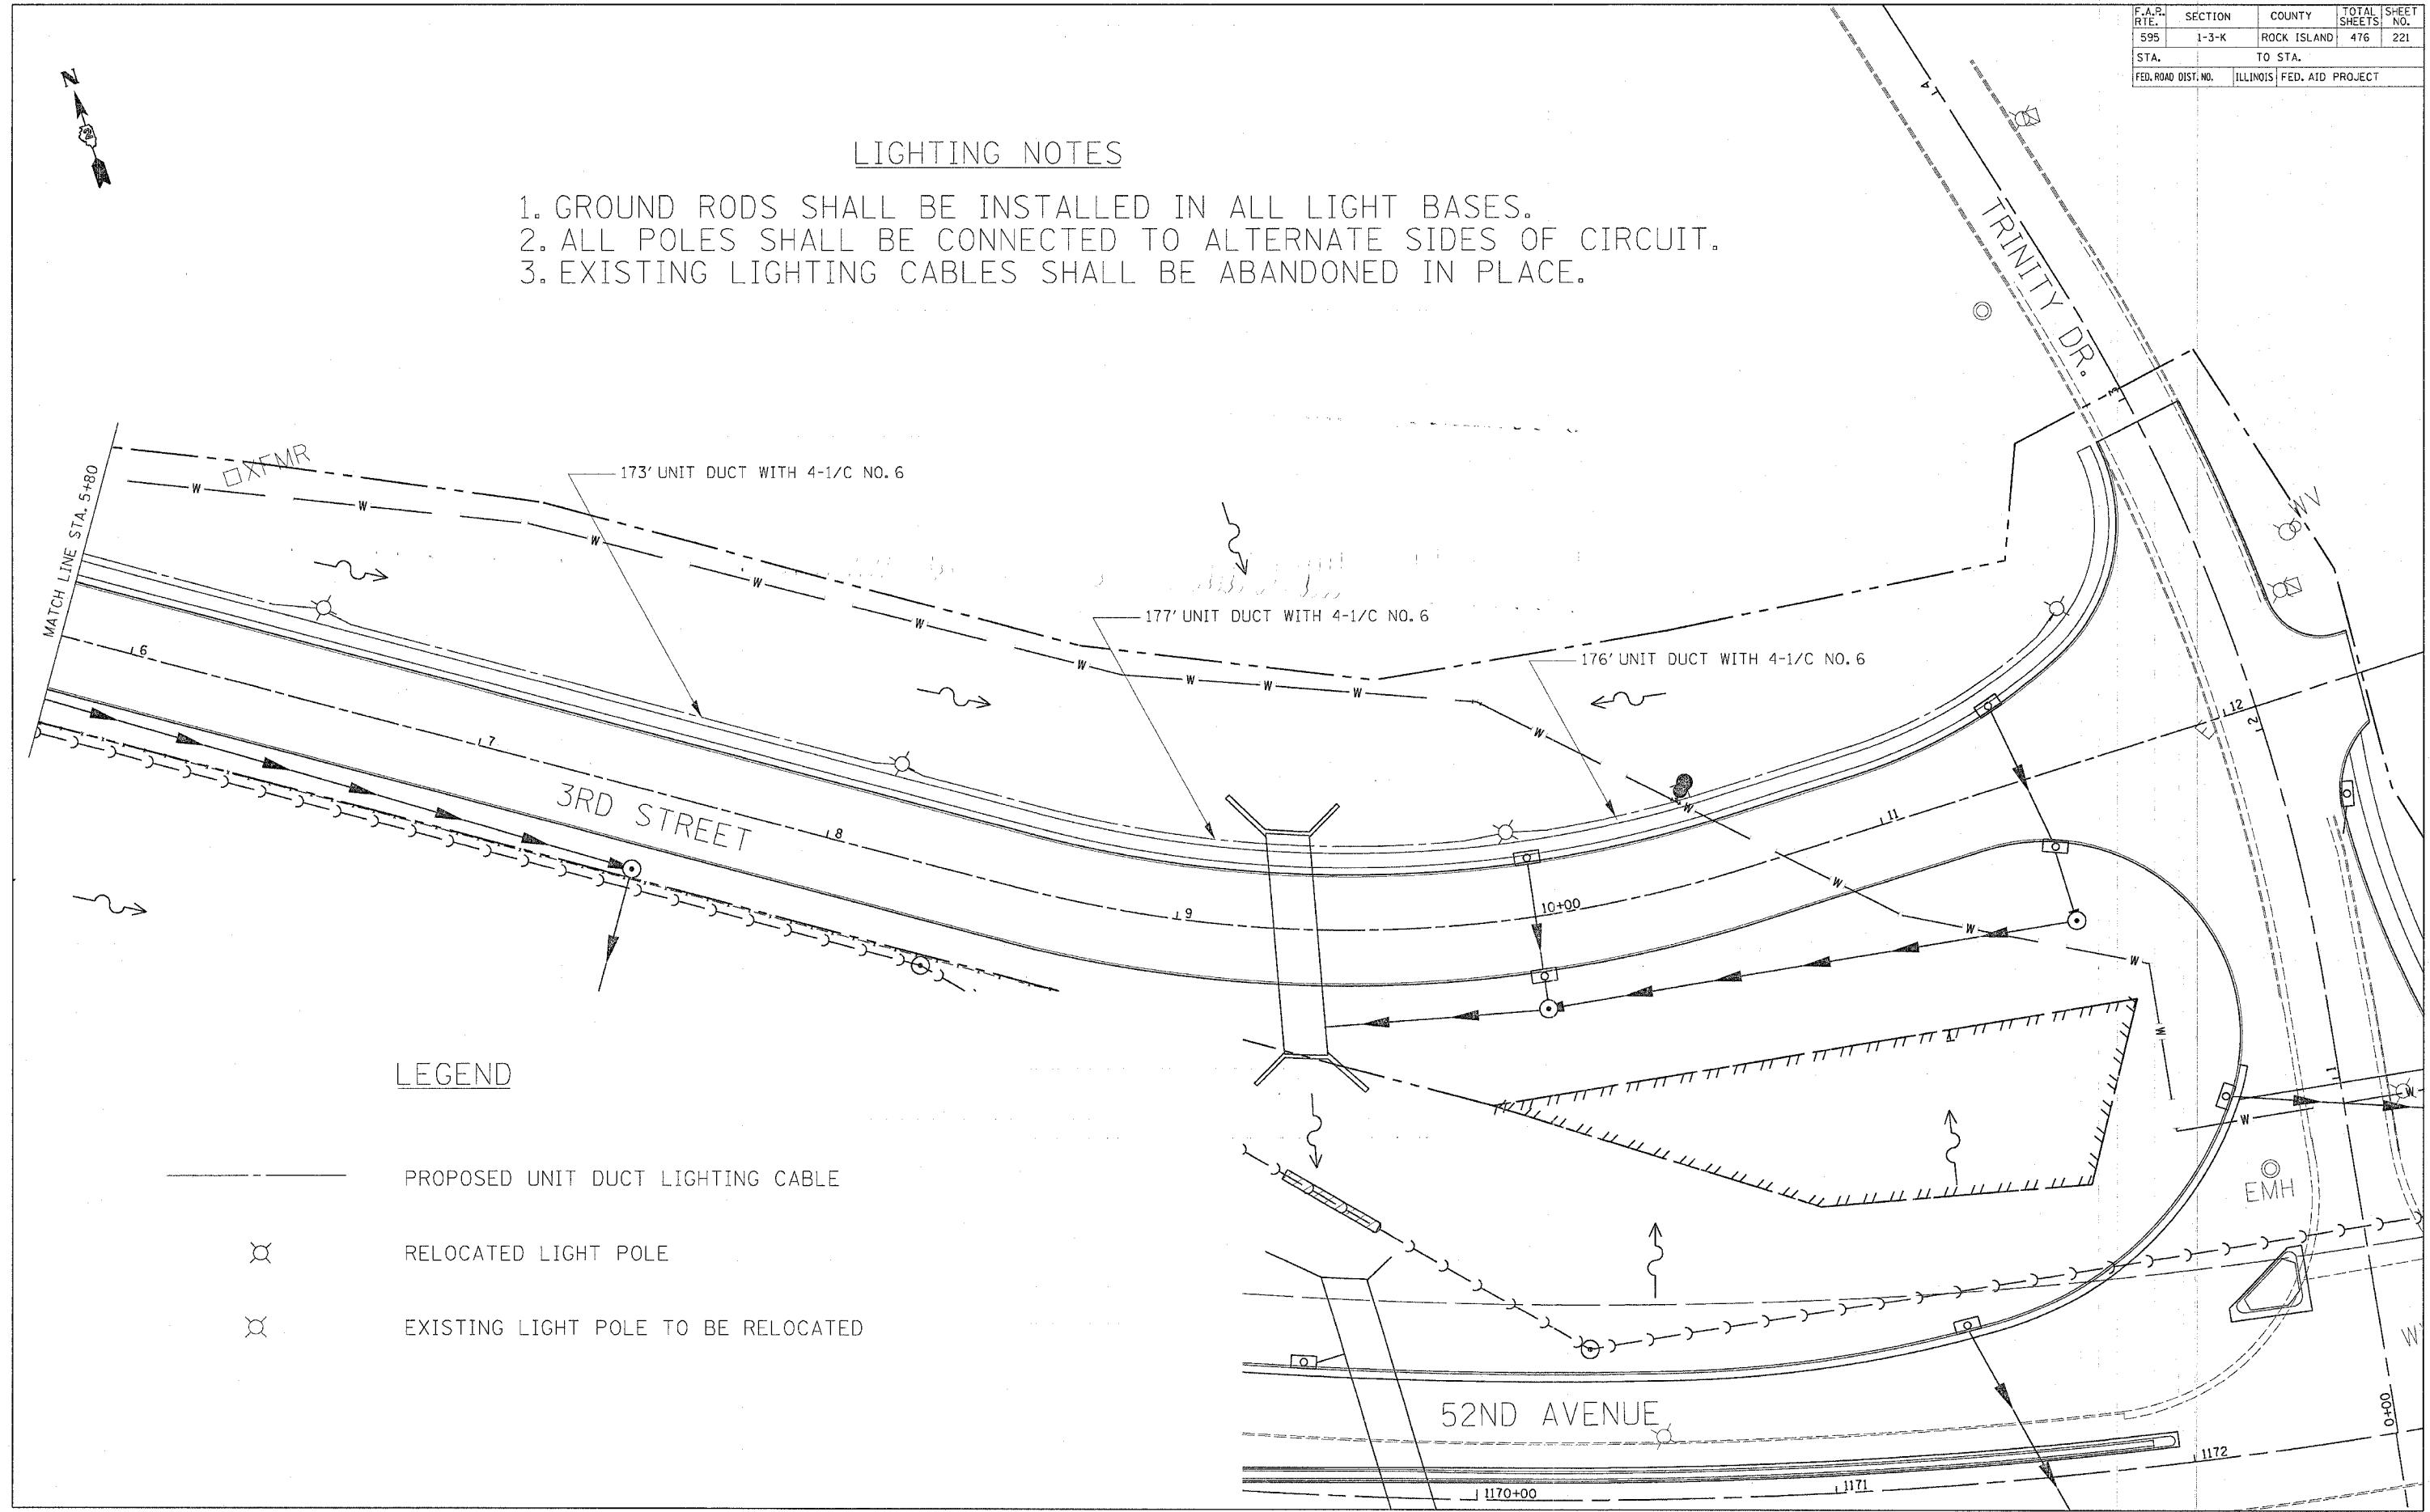 F.A.P. RTE. SECTION COUNTY TOTAL SHEETS SHEET NO.
595 1-3-K ROCK ISLAND 476 221
STA. TO STA.
FED. ROAD DIST. NO. ILLINOIS FED. AID PROJECT
N
2
LIGHTING NOTES
1. GROUND RODS SHALL BE INSTALLED IN ALL LIGHT BASES.
2. ALL POLES SHALL BE CONNECTED TO ALTERNATE SIDES OF CIRCUIT.
3. EXISTING LIGHTING CABLES SHALL BE ABANDONED IN PLACE.
4
TRINITY DR.
3
MATCH LINE STA. 5+80
XFMR
173' UNIT DUCT WITH 4-1/C NO. 6
177' UNIT DUCT WITH 4-1/C NO. 6
176' UNIT DUCT WITH 4-1/C NO. 6
W W W W W W W W W W W W W W W W W W W
WV
6
7
3RD STREET
8
9
10+00
11
12
2
1
EMH
LEGEND
PROPOSED UNIT DUCT LIGHTING CABLE
RELOCATED LIGHT POLE
EXISTING LIGHT POLE TO BE RELOCATED
52ND AVENUE
0+00
1170+00
1171
1172